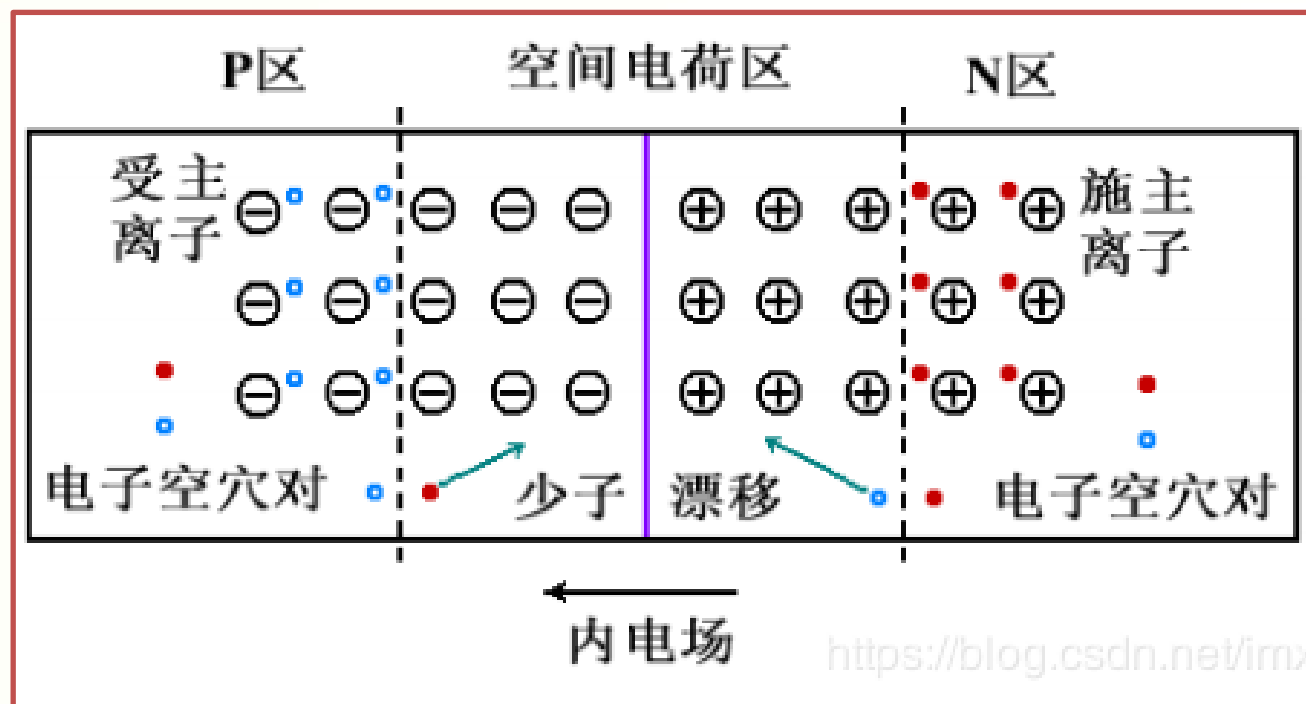 P区 空间电荷区 N区
受主
离子
施主
离子
电子空穴对 少子 漂移 电子空穴对
内电场
https://blog.csdn.net/imx